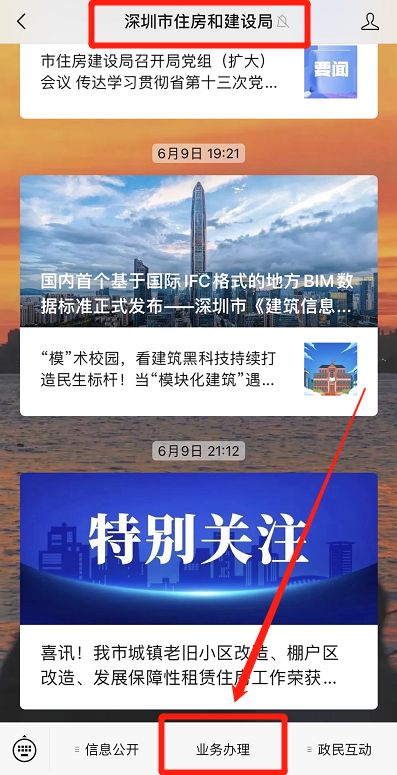 深圳市住房和建设局
市住房建设局召开局党组（扩大）
会议 传达学习贯彻省第十三次党...
要闻
6月9日 19:21
国内首个基于国际IFC格式的地方BIM数
据标准正式发布——深圳市《建筑信息...
“模”术校园，看建筑黑科技持续打
造民生标杆！当“模块化建筑”遇...
6月9日 21:12
特别关注
喜讯！我市城镇老旧小区改造、棚户区
改造、发展保障性租赁住房工作荣获...
信息公开
业务办理
政民互动